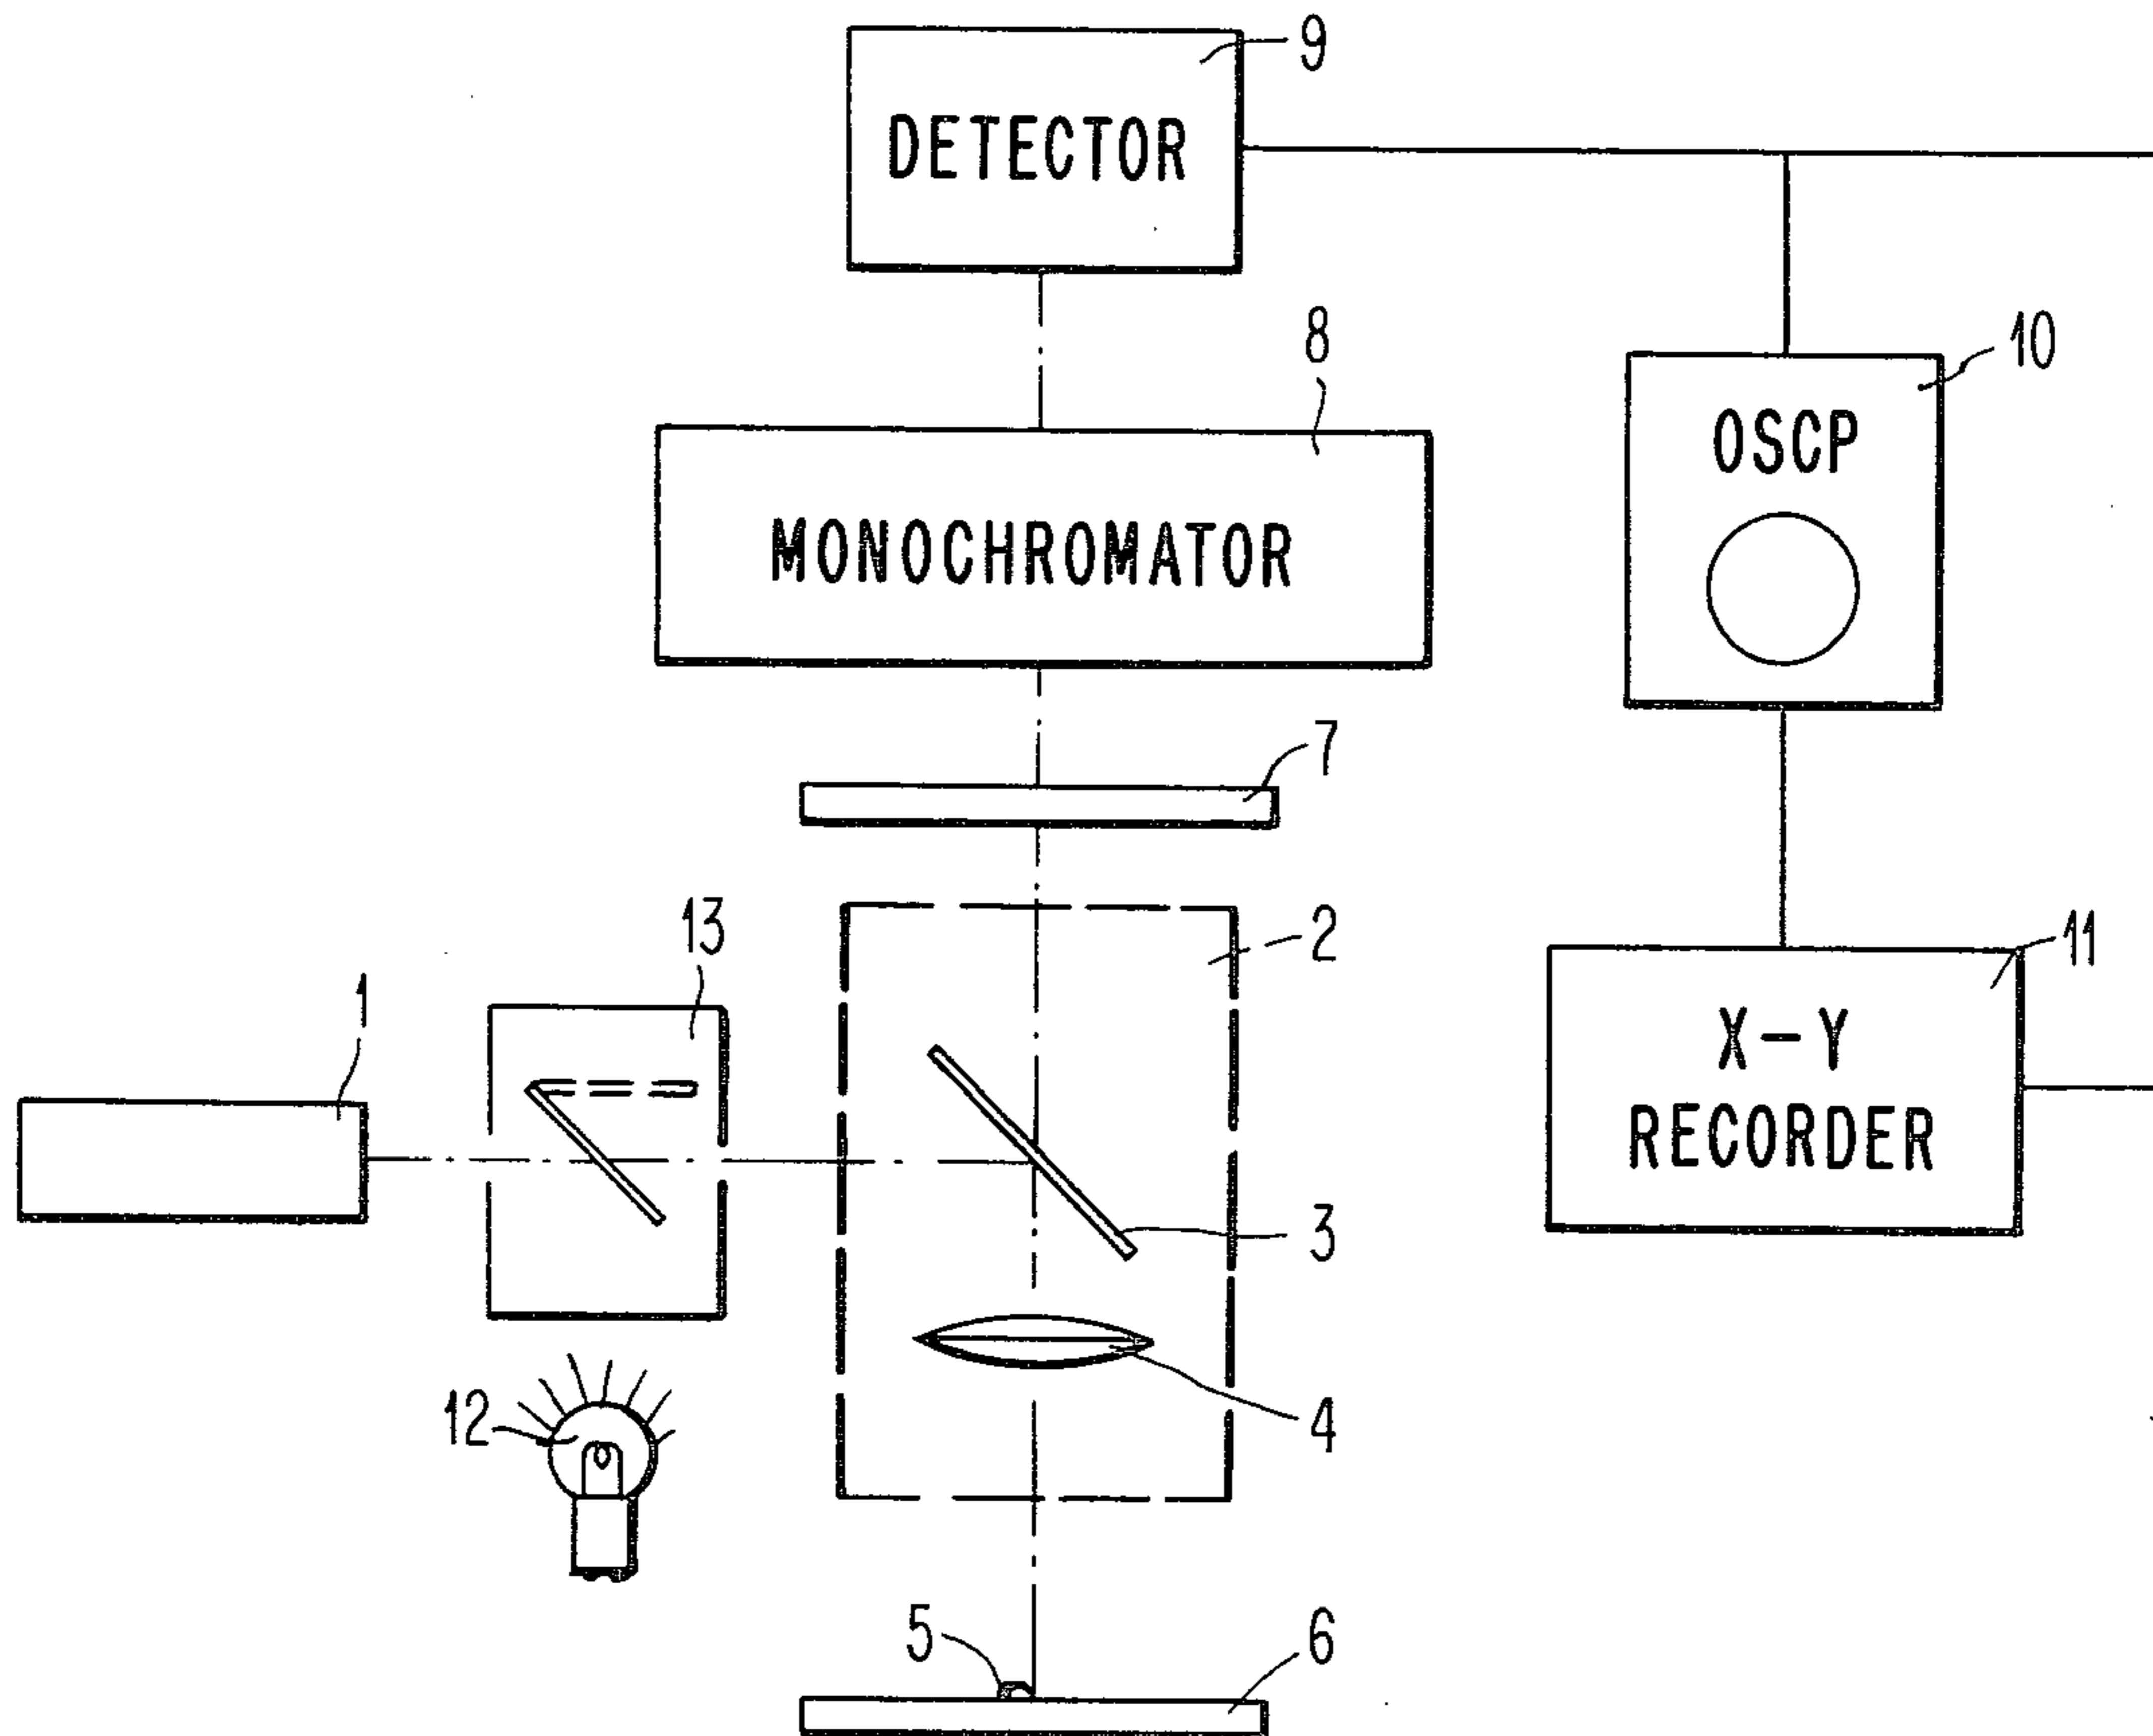 9
DETECTOR
8
10
OSCP
MONOCHROMATOR
7
13
2
11
1
X-Y
RECORDER
3
12
4
5
6